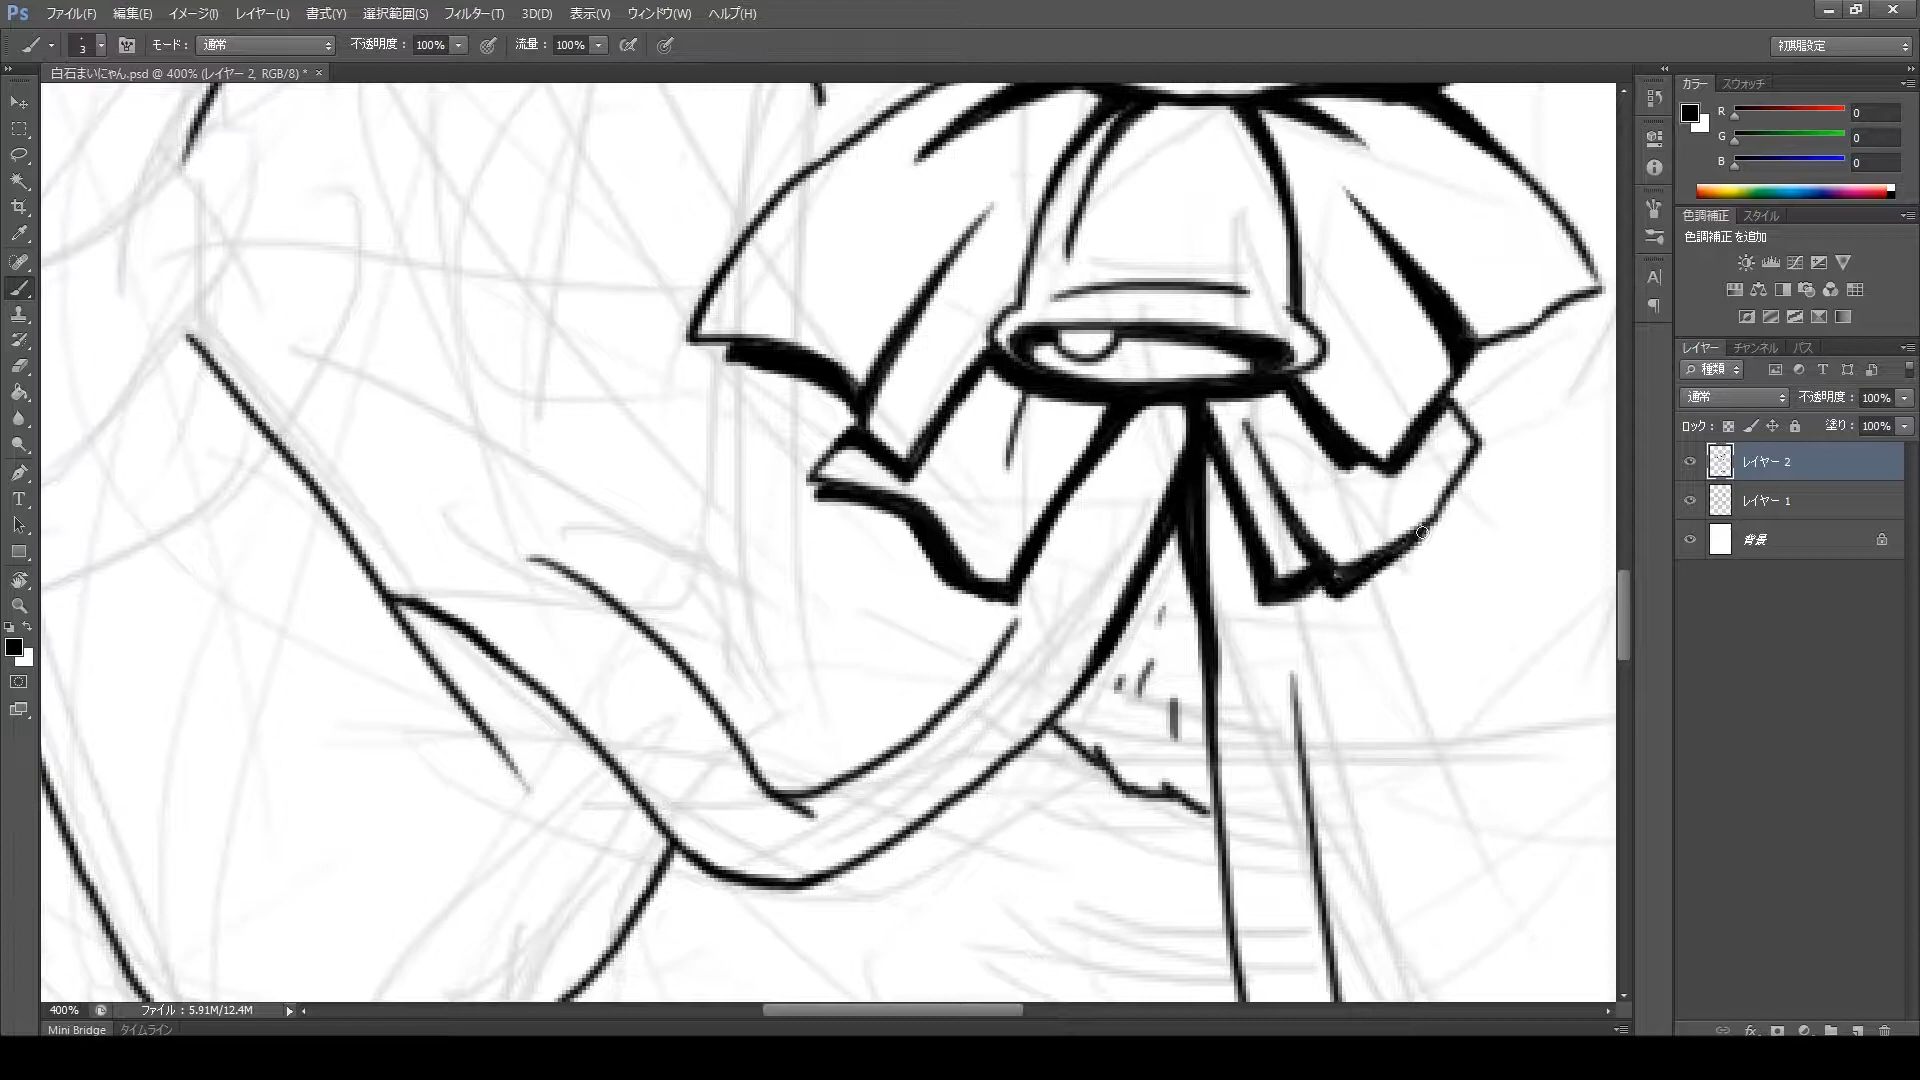 Ps ファイル(F) 編集(E) イメージ(I) レイヤー(L) 書式(Y) 選択範囲(S) フィルター(T) 3D(D) 表示(V) ウィンドウ(W) ヘルプ(H)
3 モード： 通常 不透明度： 100% 流量： 100% 初期設定
白石まいにゃん.psd @ 400% (レイヤー 2, RGB/8) * ×
カラー スウォッチ
R 0
G 0
B 0
色調補正 スタイル
色調補正を追加
レイヤー チャンネル パス
種類
通常 不透明度： 100%
ロック： 塗り： 100%
レイヤー 2
レイヤー 1
背景
400% ファイル : 5.91M/12.4M
Mini Bridge タイムライン